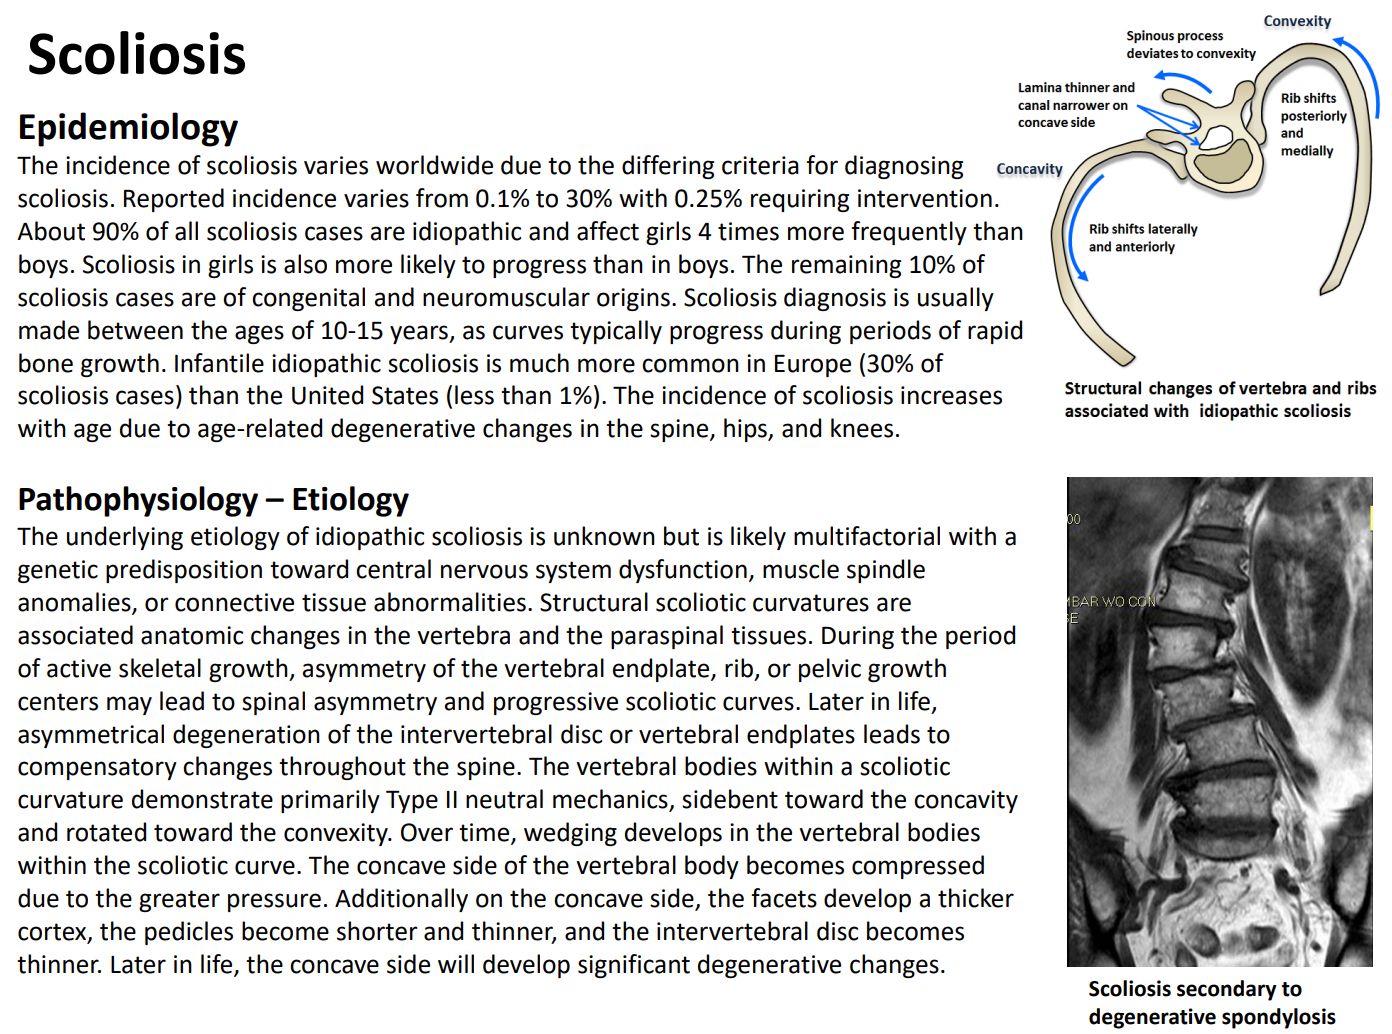 Scoliosis
Epidemiology
The incidence of scoliosis varies worldwide due to the differing criteria for diagnosing
scoliosis. Reported incidence varies from 0.1% to 30% with 0.25% requiring intervention.
About 90% of all scoliosis cases are idiopathic and affect girls 4 times more frequently than
boys. Scoliosis in girls is also more likely to progress than in boys. The remaining 10% of
scoliosis cases are of congenital and neuromuscular origins. Scoliosis diagnosis is usually
made between the ages of 10-15 years, as curves typically progress during periods of rapid
bone growth. Infantile idiopathic scoliosis is much more common in Europe (30% of
scoliosis cases) than the United States (less than 1%). The incidence of scoliosis increases
with age due to age-related degenerative changes in the spine, hips, and knees.
Pathophysiology – Etiology
The underlying etiology of idiopathic scoliosis is unknown but is likely multifactorial with a
genetic predisposition toward central nervous system dysfunction, muscle spindle
anomalies, or connective tissue abnormalities. Structural scoliotic curvatures are
associated anatomic changes in the vertebra and the paraspinal tissues. During the period
of active skeletal growth, asymmetry of the vertebral endplate, rib, or pelvic growth
centers may lead to spinal asymmetry and progressive scoliotic curves. Later in life,
asymmetrical degeneration of the intervertebral disc or vertebral endplates leads to
compensatory changes throughout the spine. The vertebral bodies within a scoliotic
curvature demonstrate primarily Type II neutral mechanics, sidebent toward the concavity
and rotated toward the convexity. Over time, wedging develops in the vertebral bodies
within the scoliotic curve. The concave side of the vertebral body becomes compressed
due to the greater pressure. Additionally on the concave side, the facets develop a thicker
cortex, the pedicles become shorter and thinner, and the intervertebral disc becomes
thinner. Later in life, the concave side will develop significant degenerative changes.
Convexity
Spinous process
deviates to convexity
Lamina thinner and
canal narrower on
concave side
Rib shifts
posteriorly
and
medially
Concavity
Rib shifts laterally
and anteriorly
Structural changes of vertebra and ribs
associated with idiopathic scoliosis
00
MBAR WO CON
SE
Scoliosis secondary to
degenerative spondylosis